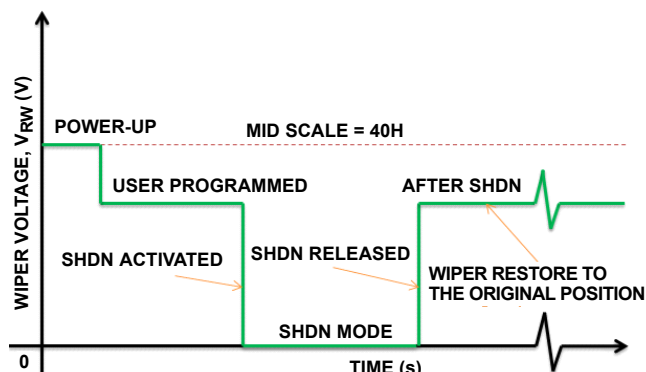 WIPER VOLTAGE, VRW (V)
POWER-UP
MID SCALE = 40H
USER PROGRAMMED
AFTER SHDN
SHDN ACTIVATED
SHDN RELEASED
WIPER RESTORE TO
THE ORIGINAL POSITION
SHDN MODE
0
TIME (s)